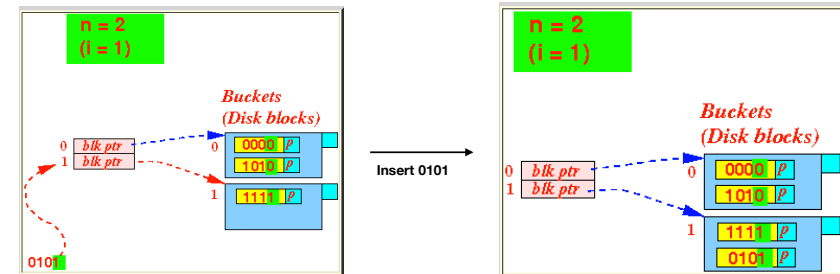 n = 2
(i = 1)
Buckets
(Disk blocks)
0 blk ptr
1 blk ptr
0
0000 p
1010 p
1
1111 p
0101
Insert 0101
n = 2
(i = 1)
Buckets
(Disk blocks)
0 blk ptr
1 blk ptr
0
0000 p
1010 p
1
1111 p
0101 p